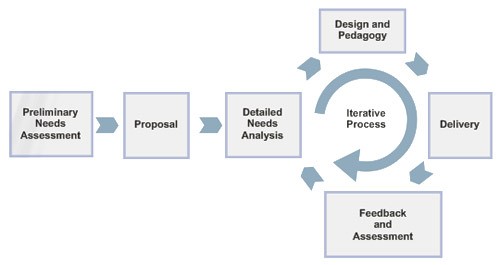 Preliminary
Needs
Assessment
Proposal
Detailed
Needs
Analysis
Design and
Pedagogy
Iterative
Process
Delivery
Feedback
and
Assessment